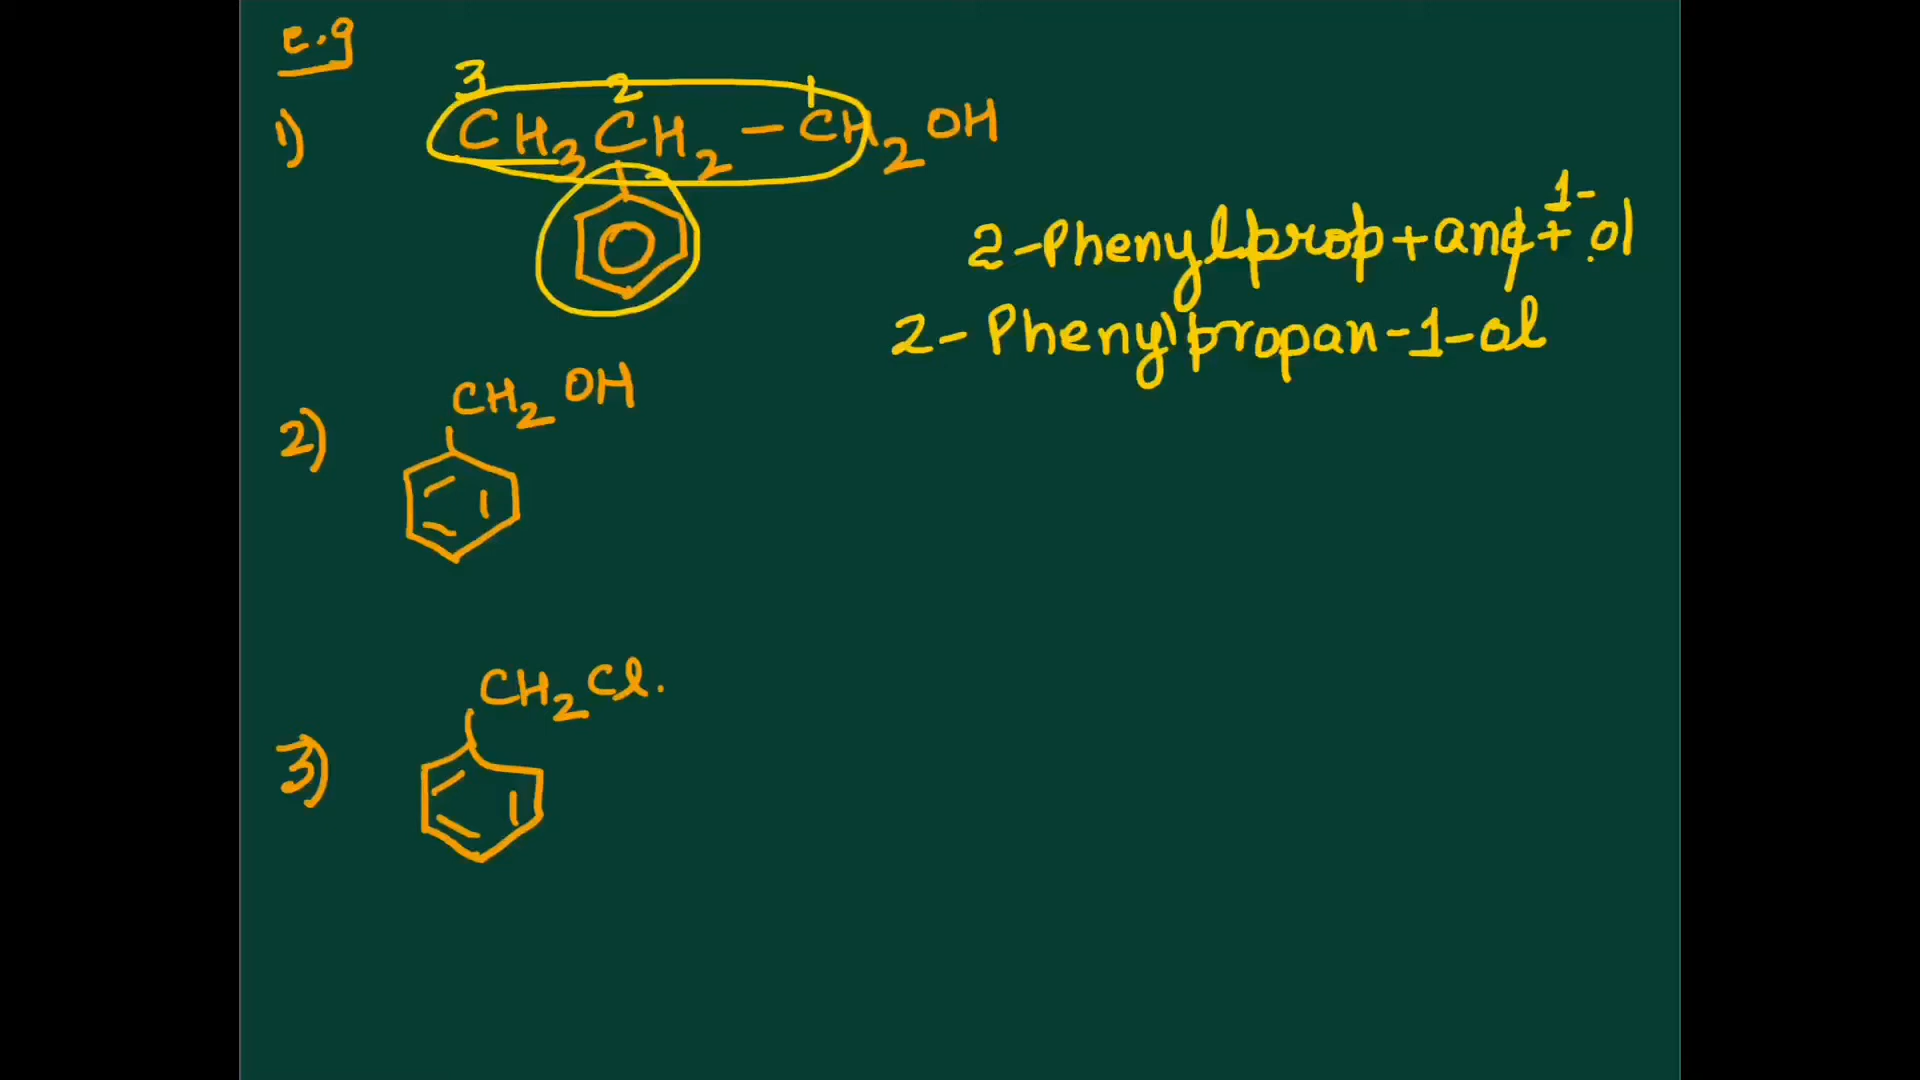 e.g
1) CH3CH2-CH2OH
3 2 1
2-Phenylprop+ane+1-ol
2-Phenylpropan-1-ol
2) CH2OH
3) CH2Cl.